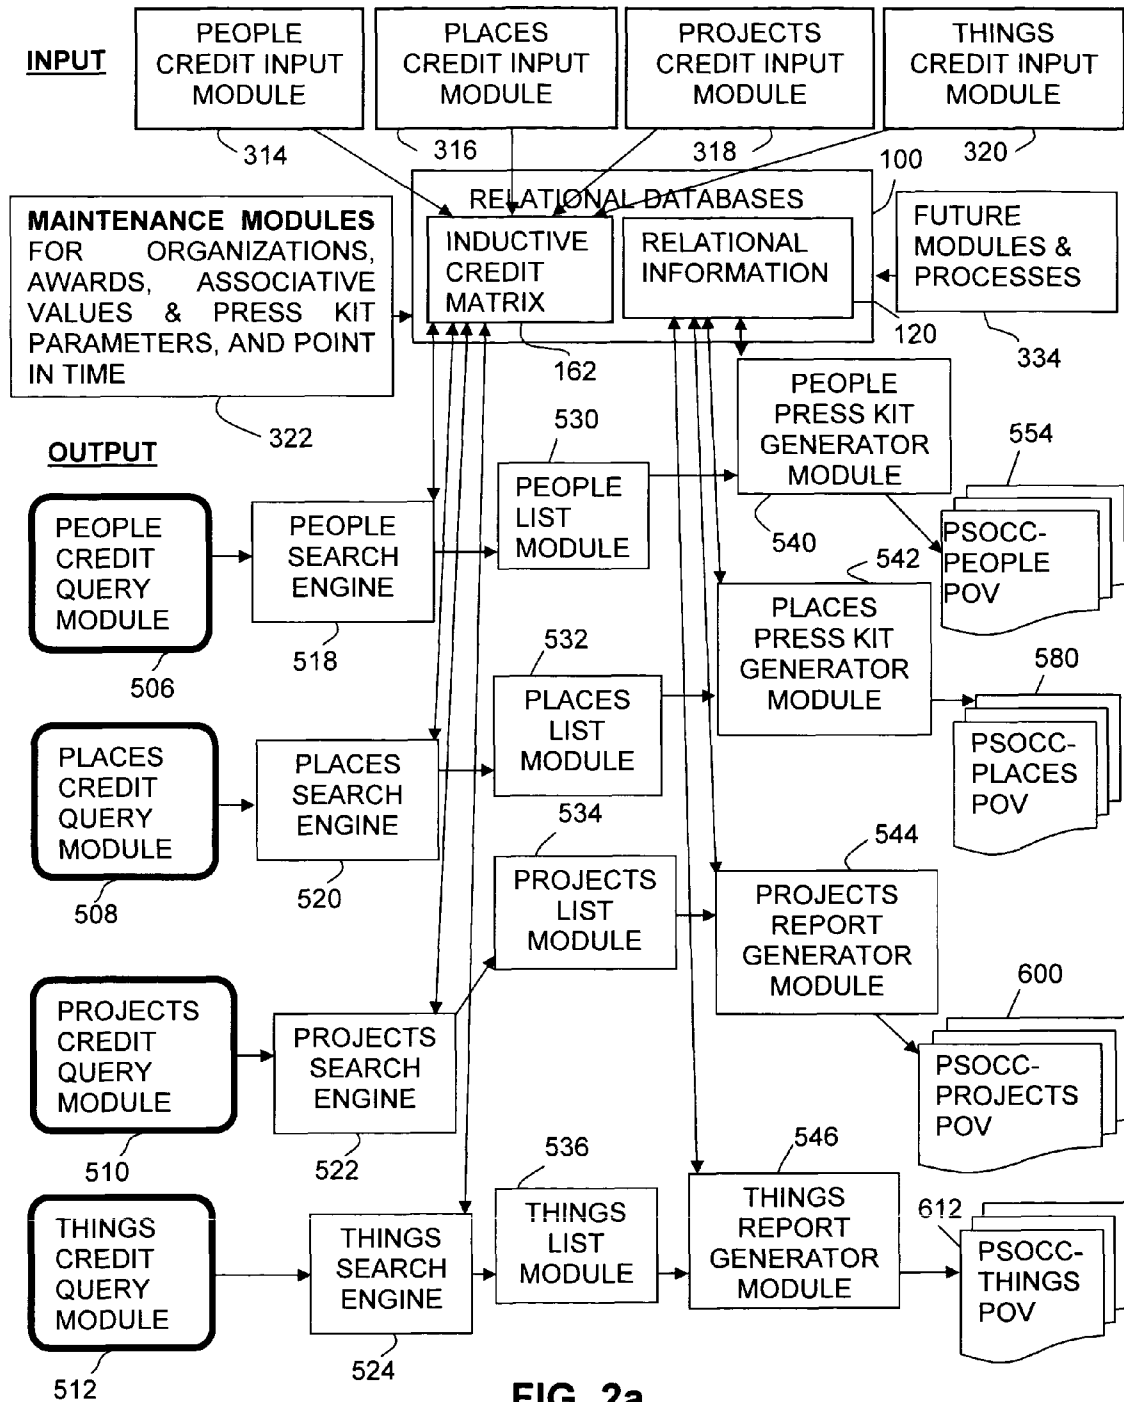 INPUT
PEOPLE
CREDIT INPUT
MODULE
PLACES
CREDIT INPUT
MODULE
PROJECTS
CREDIT INPUT
MODULE
THINGS
CREDIT INPUT
MODULE
314
316
318
320
100
RELATIONAL DATABASES
INDUCTIVE
CREDIT
MATRIX
RELATIONAL
INFORMATION
MAINTENANCE MODULES
FOR ORGANIZATIONS,
AWARDS, ASSOCIATIVE
VALUES & PRESS KIT
PARAMETERS, AND POINT
IN TIME
FUTURE
MODULES &
PROCESSES
162
120
334
322
OUTPUT
PEOPLE
CREDIT
QUERY
MODULE
506
PEOPLE
SEARCH
ENGINE
518
530
PEOPLE
LIST
MODULE
PEOPLE
PRESS KIT
GENERATOR
MODULE
540
554
PSOCC-
PEOPLE
POV
PLACES
CREDIT
QUERY
MODULE
508
PLACES
SEARCH
ENGINE
520
532
PLACES
LIST
MODULE
542
PLACES
PRESS KIT
GENERATOR
MODULE
580
PSOCC-
PLACES
POV
PROJECTS
CREDIT
QUERY
MODULE
510
PROJECTS
SEARCH
ENGINE
522
534
PROJECTS
LIST
MODULE
544
PROJECTS
REPORT
GENERATOR
MODULE
600
PSOCC-
PROJECTS
POV
THINGS
CREDIT
QUERY
MODULE
512
THINGS
SEARCH
ENGINE
524
536
THINGS
LIST
MODULE
546
THINGS
REPORT
GENERATOR
MODULE
612
PSOCC-
THINGS
POV
FIG. 2a